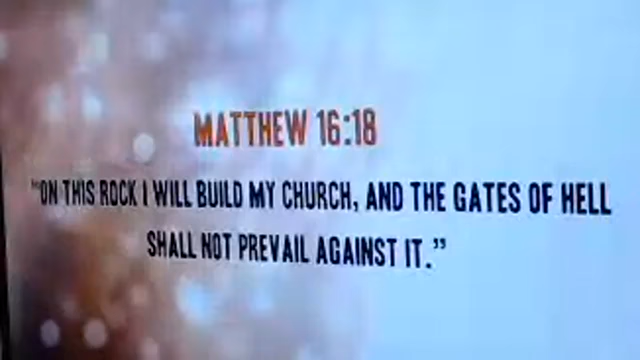 MATTHEW 16:18
"ON THIS ROCK I WILL BUILD MY CHURCH, AND THE GATES OF HELL
SHALL NOT PREVAIL AGAINST IT."